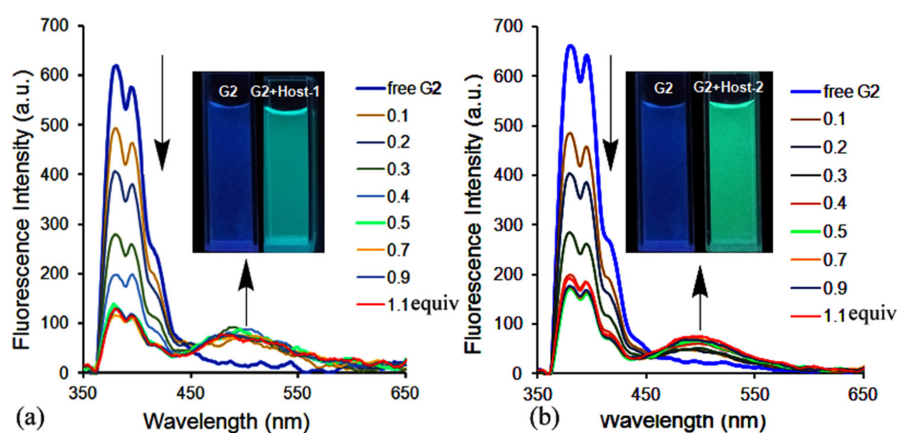 700
600
500
400
300
200
100
0
350
450
550
650
Fluorescence Intensity (a.u.)
Wavelength (nm)
(a)
G2
G2+Host-1
free G2
0.1
0.2
0.3
0.4
0.5
0.7
0.9
1.1equiv
700
600
500
400
300
200
100
0
350
450
550
650
Fluorescence Intensity (a.u.)
Wavelength (nm)
(b)
G2
G2+Host-2
free G2
0.1
0.2
0.3
0.4
0.5
0.7
0.9
1.1equiv